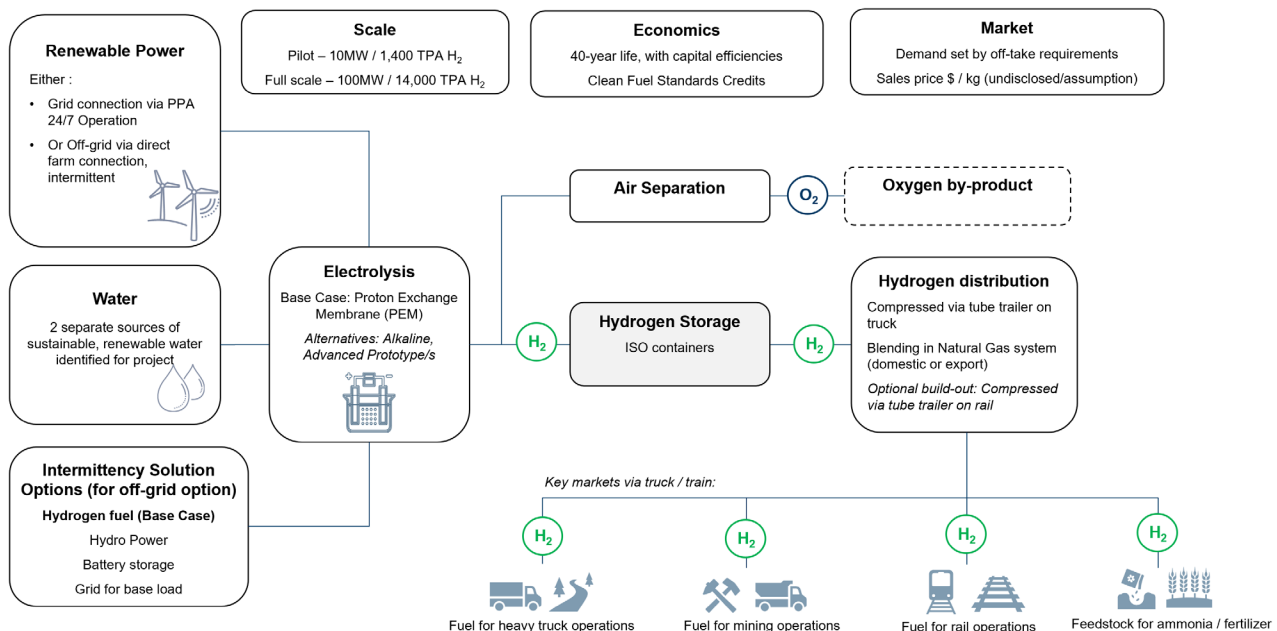 Renewable Power
Either :
• Grid connection via PPA
24/7 Operation
• Or Off-grid via direct
farm connection,
intermittent
Scale
Pilot – 10MW / 1,400 TPA H₂
Full scale – 100MW / 14,000 TPA H₂
Economics
40-year life, with capital efficiencies
Clean Fuel Standards Credits
Market
Demand set by off-take requirements
Sales price $ / kg (undisclosed/assumption)
Air Separation
O₂
Oxygen by-product
Water
2 separate sources of
sustainable, renewable water
identified for project
Electrolysis
Base Case: Proton Exchange
Membrane (PEM)
Alternatives: Alkaline,
Advanced Prototype/s
H₂
Hydrogen Storage
ISO containers
H₂
Hydrogen distribution
Compressed via tube trailer on
truck
Blending in Natural Gas system
(domestic or export)
Optional build-out: Compressed
via tube trailer on rail
Intermittency Solution
Options (for off-grid option)
Hydrogen fuel (Base Case)
Hydro Power
Battery storage
Grid for base load
Key markets via truck / train:
H₂
H₂
H₂
H₂
Fuel for heavy truck operations
Fuel for mining operations
Fuel for rail operations
Feedstock for ammonia / fertilizer